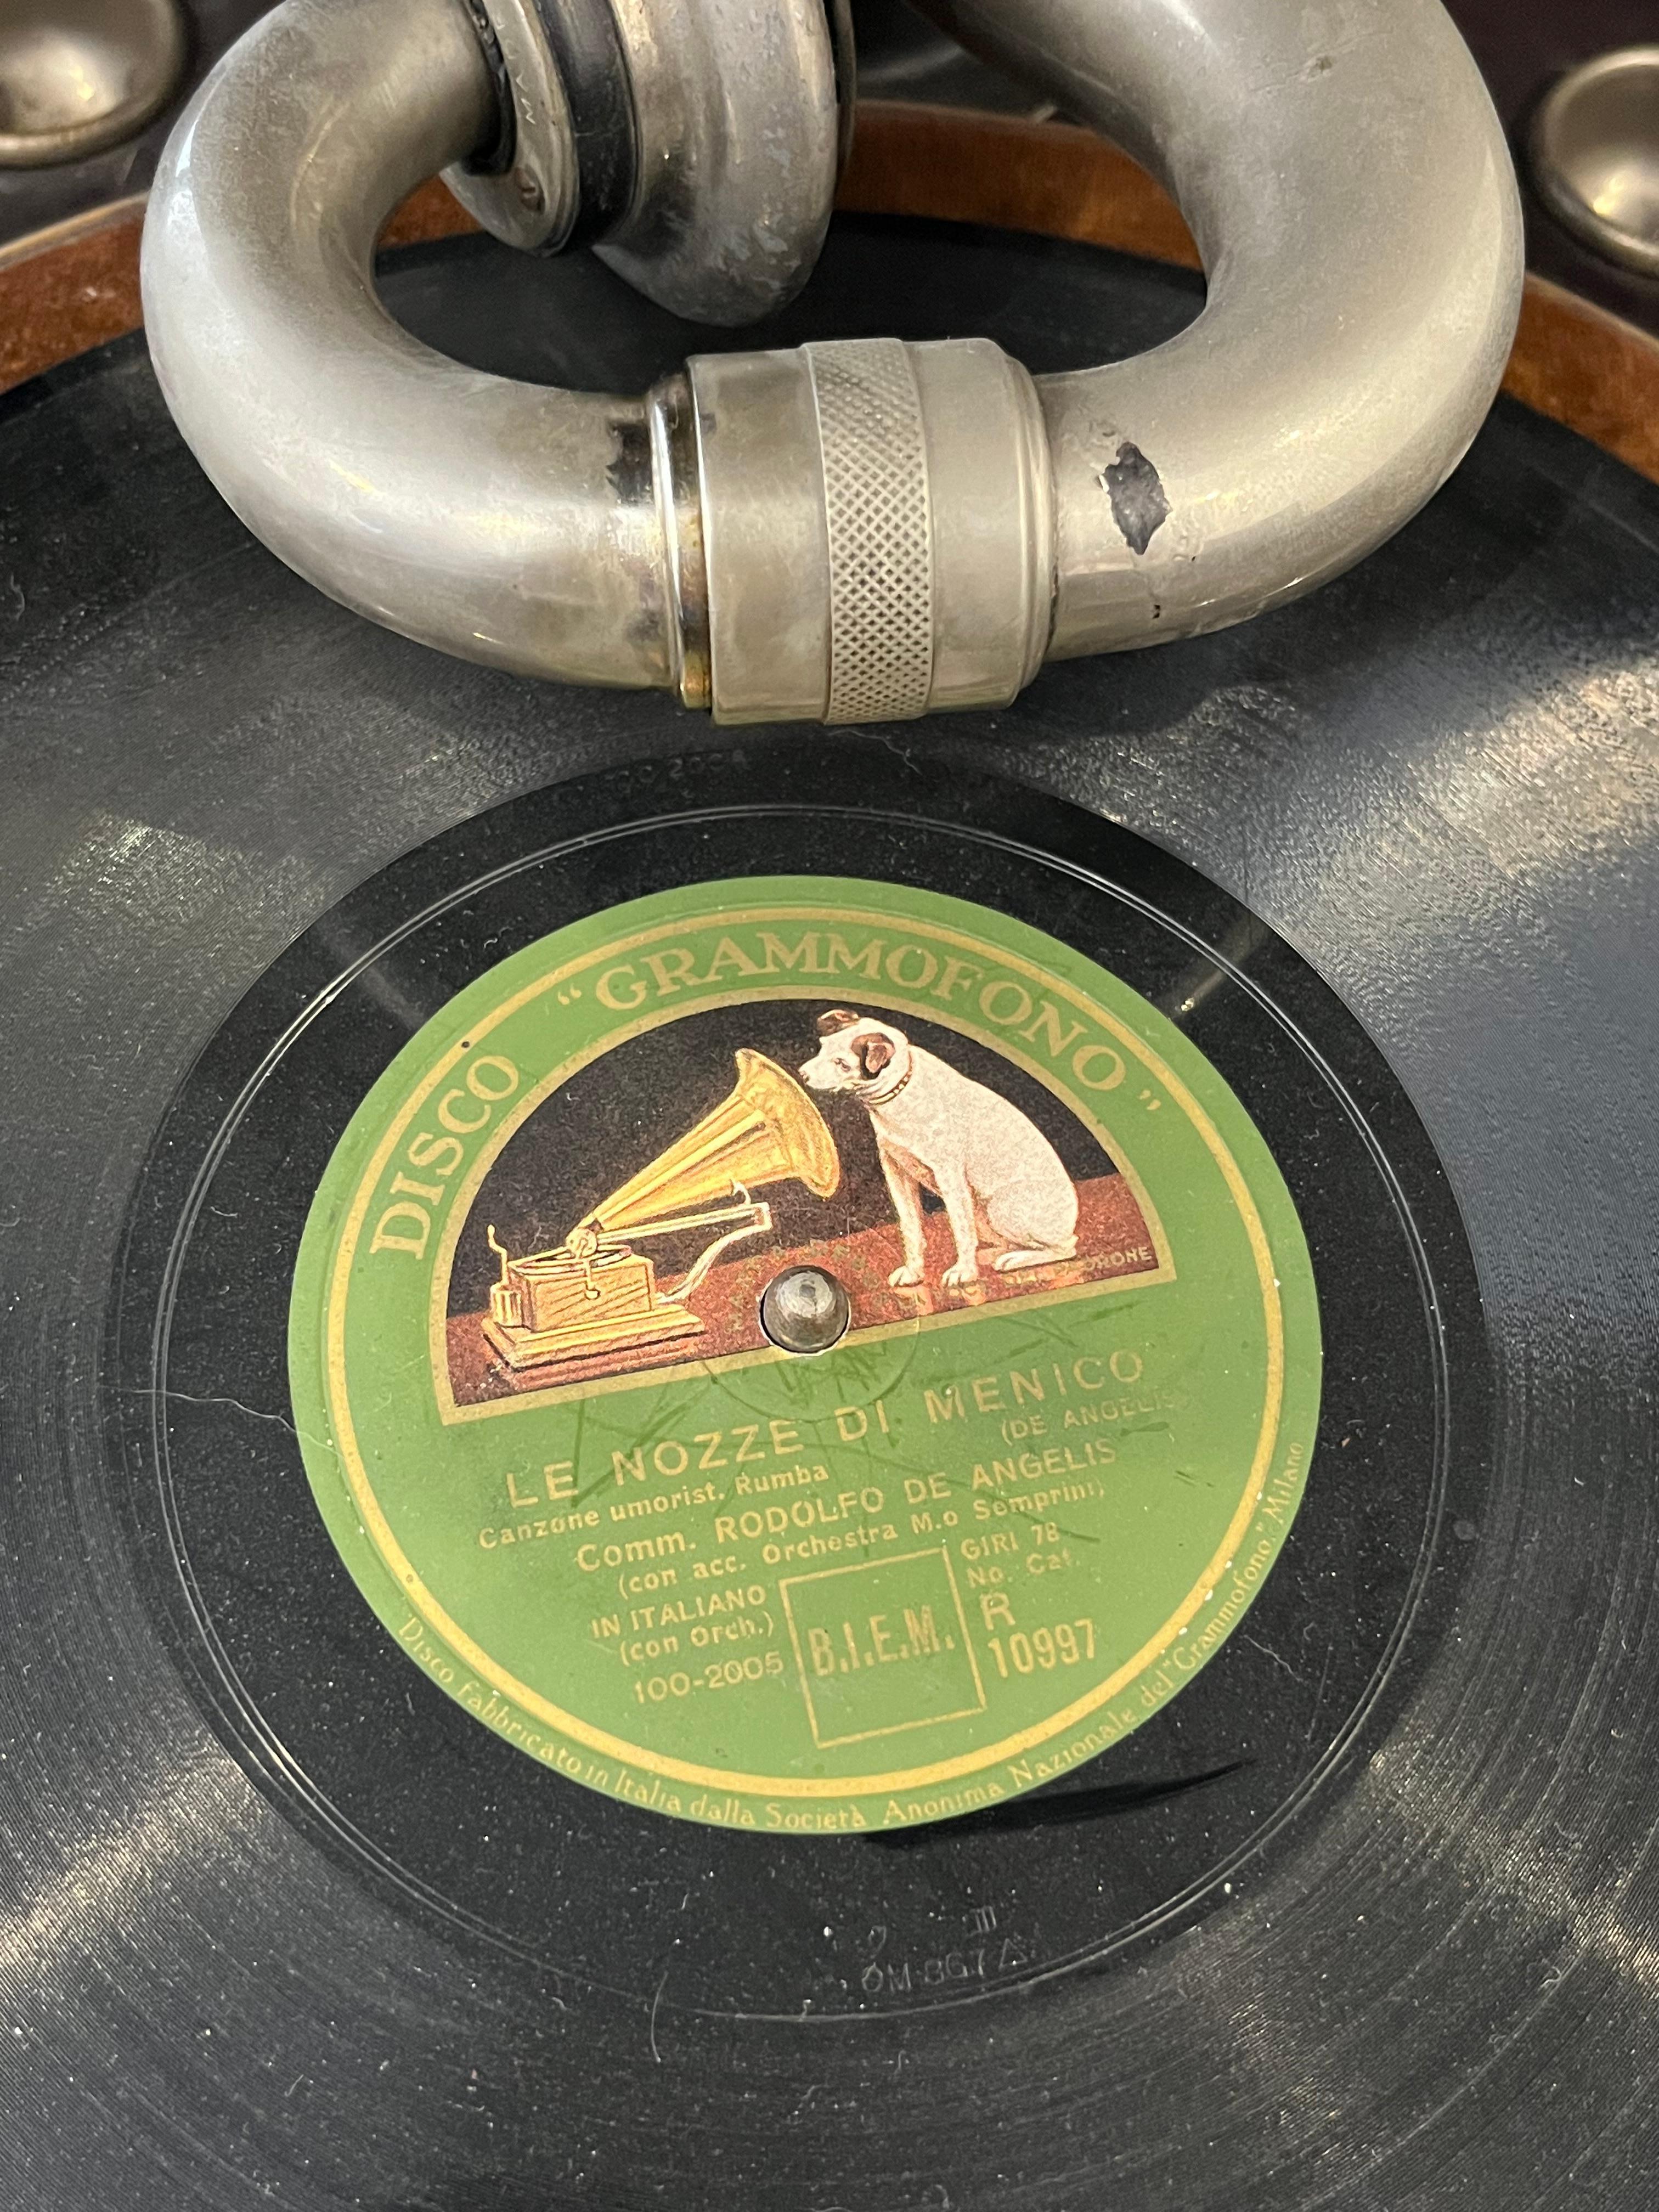 DISCO "GRAMMOFONO"
LE NOZZE DI MENICO
(DE ANGELIS
Canzone umorist. Rumba
Comm. RODOLFO DE ANGELIS
(con acc. Orchestra M.o Semprini)
IN ITALIANO
(con Orch.)
100-2005
B.I.E.M.
GIRI 78
No. Cat.
R
10997
Disco fabbricato in Italia dalla Società Anonima Nazionale del "Grammofono." Milano